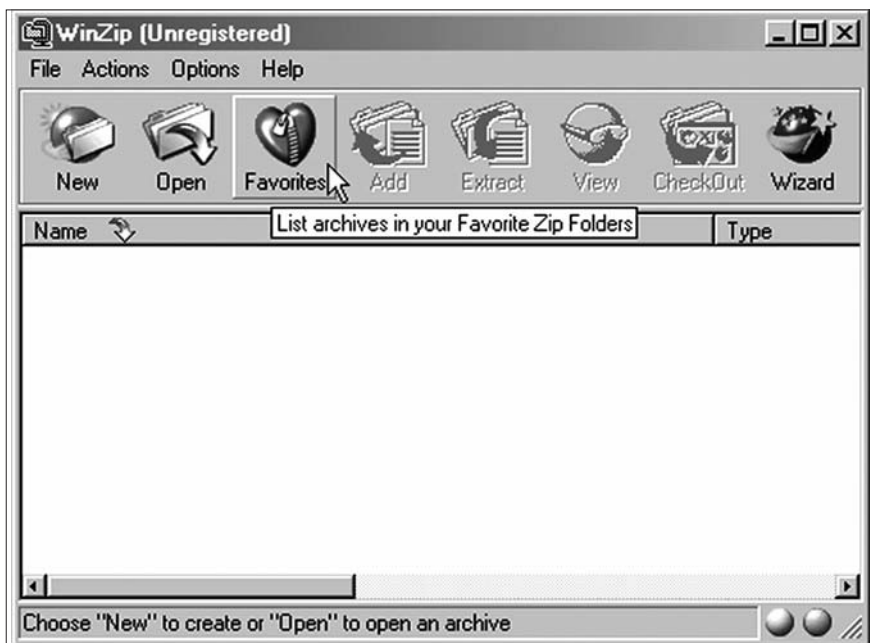 WinZip (Unregistered)
File Actions Options Help
New Open Favorites Add Extract View CheckOut Wizard
List archives in your Favorite Zip Folders
Name Type
Choose "New" to create or "Open" to open an archive